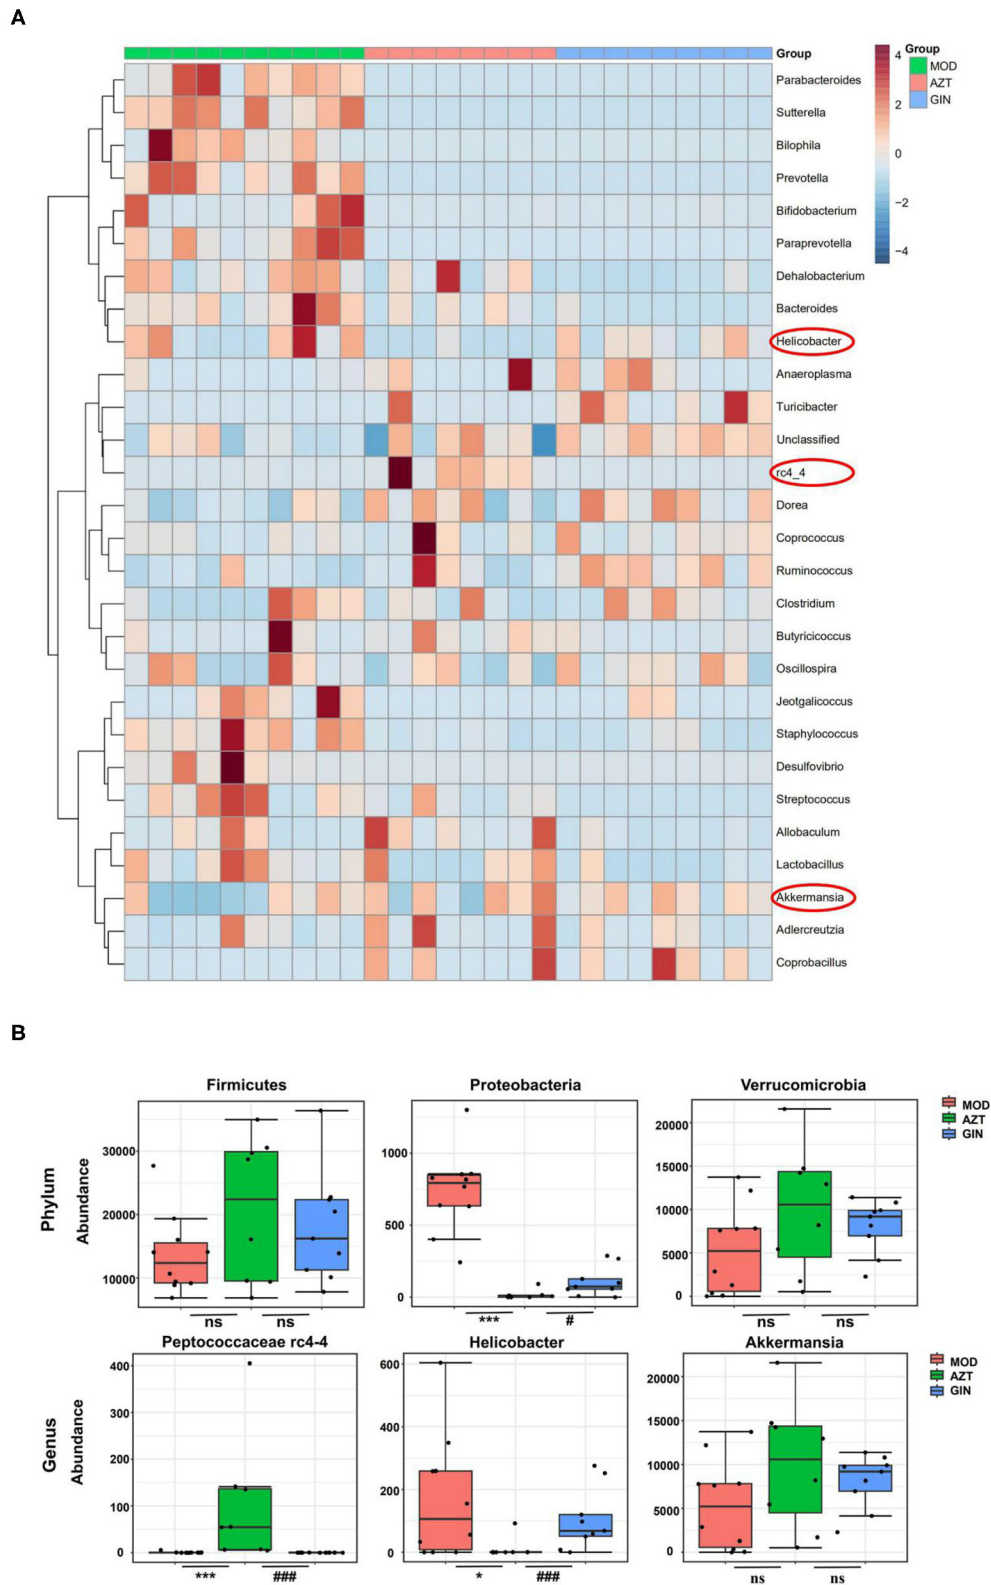 A
Group
Group
MOD
AZT
GIN
4
2
0
−2
−4
Parabacteroides
Sutterella
Bilophila
Prevotella
Bifidobacterium
Paraprevotella
Dehalobacterium
Bacteroides
Helicobacter
Anaeroplasma
Turicibacter
Unclassified
rc4_4
Dorea
Coprococcus
Ruminococcus
Clostridium
Butyricicoccus
Oscillospira
Jeotgalicoccus
Staphylococcus
Desulfovibrio
Streptococcus
Allobaculum
Lactobacillus
Akkermansia
Adlercreutzia
Coprobacillus
B
Phylum
Abundance
Firmicutes
30000
20000
10000
ns ns
Proteobacteria
1000
500
0
*** #
Verrucomicrobia
20000
15000
10000
5000
0
ns ns
MOD
AZT
GIN
Genus
Abundance
Peptococcaceae rc4-4
400
300
200
100
0
*** ###
Helicobacter
600
400
200
0
* ###
Akkermansia
20000
15000
10000
5000
0
ns ns
MOD
AZT
GIN